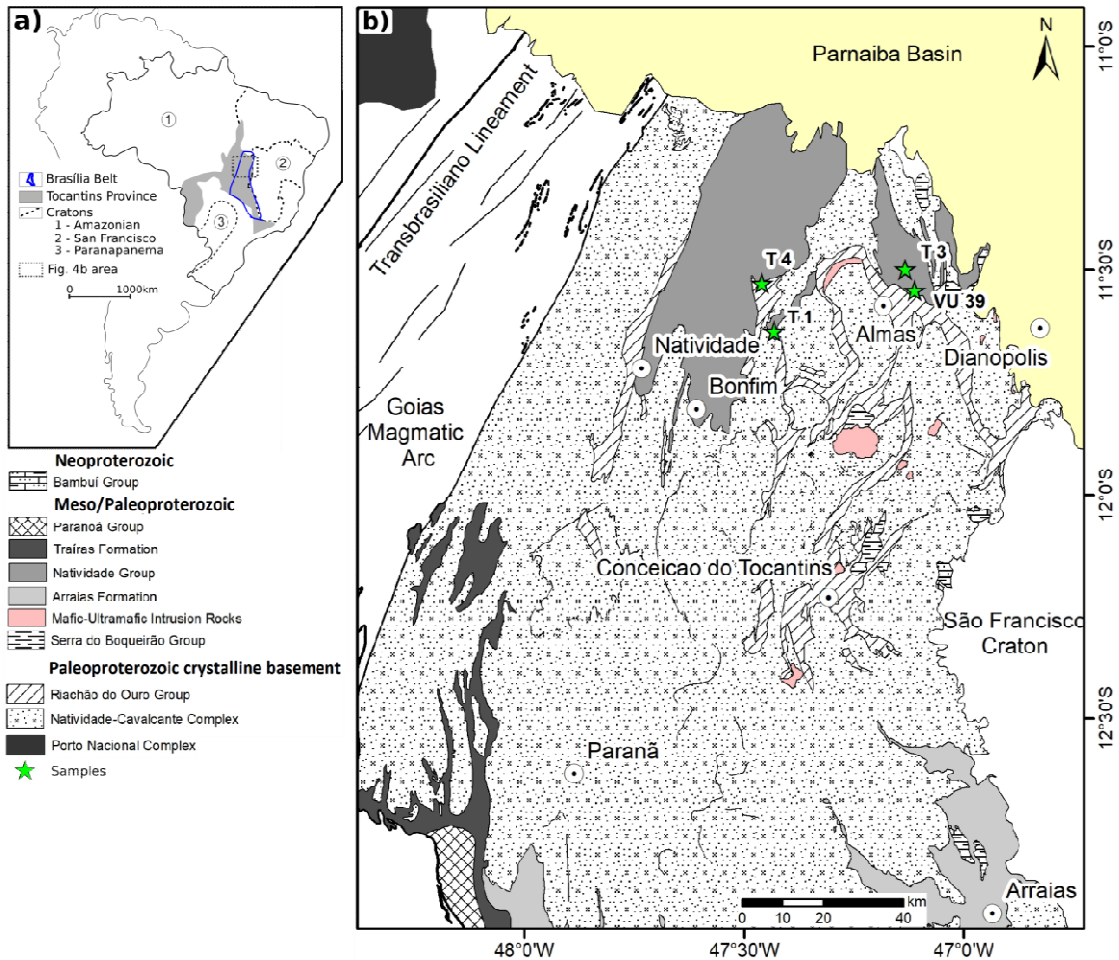 a)
1
2
3
Brasília Belt
Tocantins Province
Cratons
1 - Amazonian
2 - San Francisco
3 - Paranapanema
Fig. 4b area
0 1000km
Neoproterozoic
Bambuí Group
Meso/Paleoproterozoic
Paranoá Group
Traíras Formation
Natividade Group
Arraias Formation
Mafic-Ultramafic Intrusion Rocks
Serra do Boqueirão Group
Paleoproterozoic crystalline basement
Riachão do Ouro Group
Natividade-Cavalcante Complex
Porto Nacional Complex
Samples
b)
Parnaiba Basin
N
Transbrasiliano Lineament
T 4
T 3
VU 39
T 1
Natividade
Almas
Dianopolis
Bonfim
Goias
Magmatic
Arc
Conceicao do Tocantins
São Francisco
Craton
Paranã
Arraias
km
0 10 20 40
11°0'S
11°30'S
12°0'S
12°30'S
48°0'W
47°30'W
47°0'W